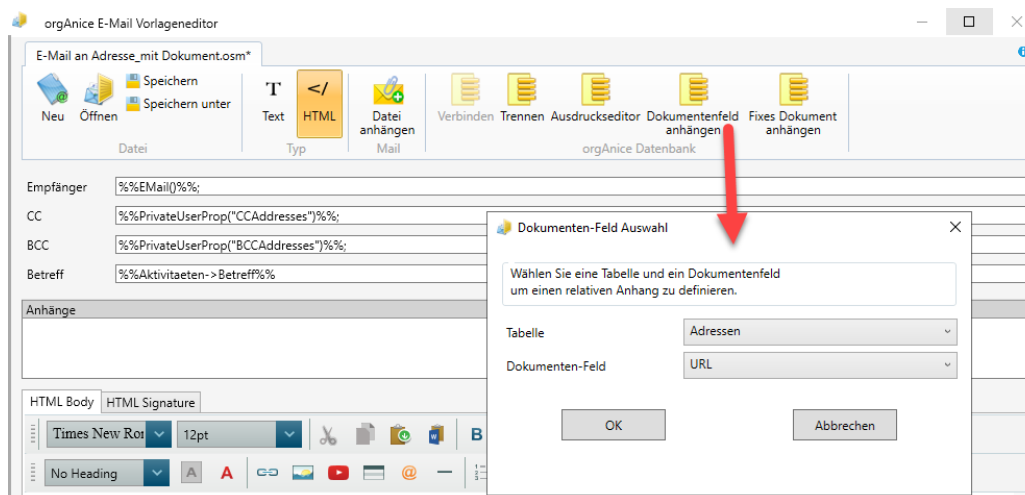 orgAnice E-Mail Vorlageneditor
E-Mail an Adresse_mit Dokument.osm*
Speichern
Speichern unter
Neu Öffnen
T </
Text HTML
Datei
anhängen
Verbinden Trennen Ausdruckseditor Dokumentenfeld
anhängen
Fixes Dokument
anhängen
Datei Typ Mail orgAnice Datenbank
Empfänger %%EMail()%%;
CC %%PrivateUserProp("CCAddresses")%%;
BCC %%PrivateUserProp("BCCAddresses")%%;
Betreff %%Aktivitaeten->Betreff%%
Anhänge
Dokumenten-Feld Auswahl
Wählen Sie eine Tabelle und ein Dokumentenfeld
um einen relativen Anhang zu definieren.
Tabelle Adressen
Dokumenten-Feld URL
OK Abbrechen
HTML Body HTML Signature
Times New Ro 12pt B
No Heading A A @